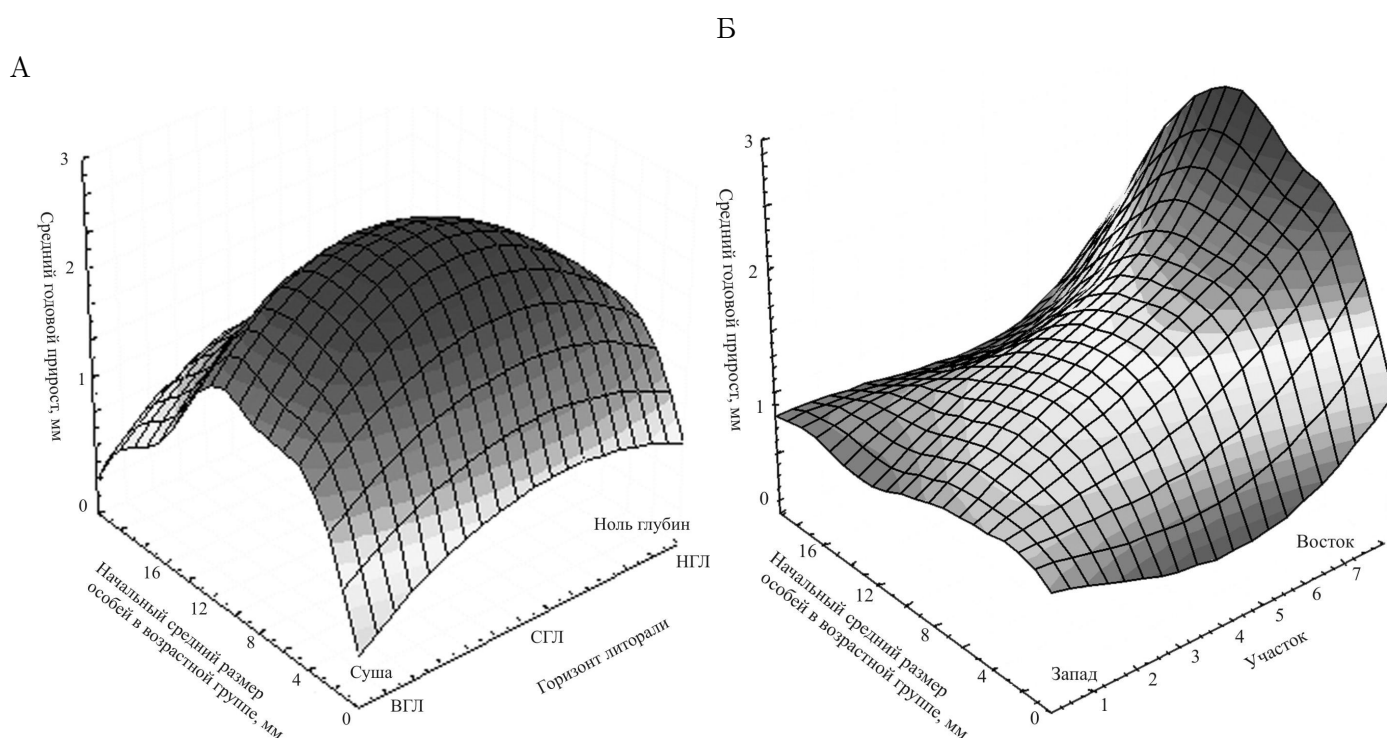 Б
А
3
2
1
0
Средний годовой прирост, мм
16
12
8
4
0
Начальный средний размер
особей в возрастной группе, мм
Суша
ВГЛ
СГЛ
НГЛ
Ноль глубин
Горизонт литорали
3
2
1
0
Средний годовой прирост, мм
16
12
8
4
0
Начальный средний размер
особей в возрастной группе, мм
Запад
1
2
3
4
5
6
7
Восток
Участок